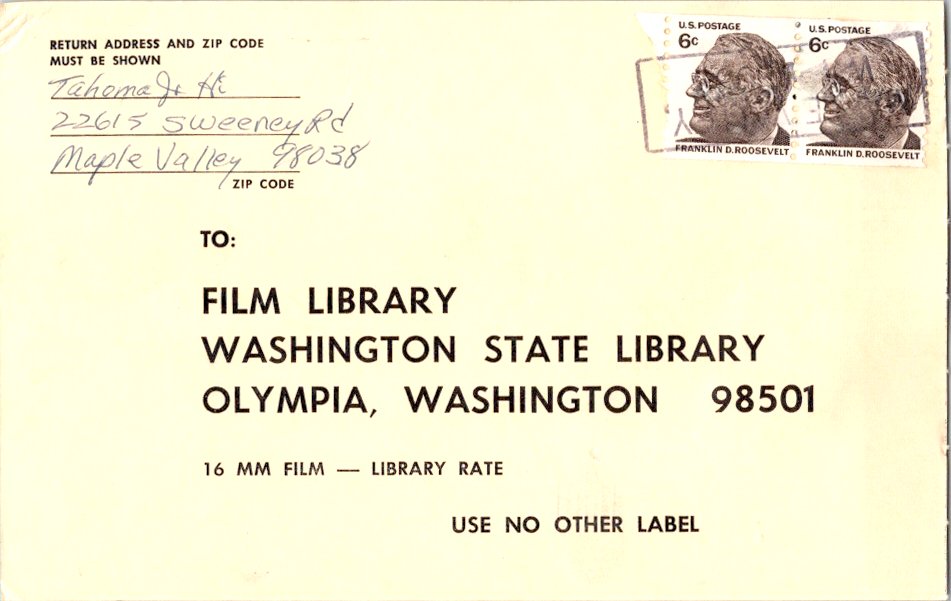 RETURN ADDRESS AND ZIP CODE
MUST BE SHOWN
Tahoma Jr Hi
22615 Sweeney Rd
Maple Valley 98038
ZIP CODE
U.S. POSTAGE
6c
FRANKLIN D. ROOSEVELT
U.S. POSTAGE
6c
FRANKLIN D. ROOSEVELT
TO:
FILM LIBRARY
WASHINGTON STATE LIBRARY
OLYMPIA, WASHINGTON 98501
16 MM FILM — LIBRARY RATE
USE NO OTHER LABEL